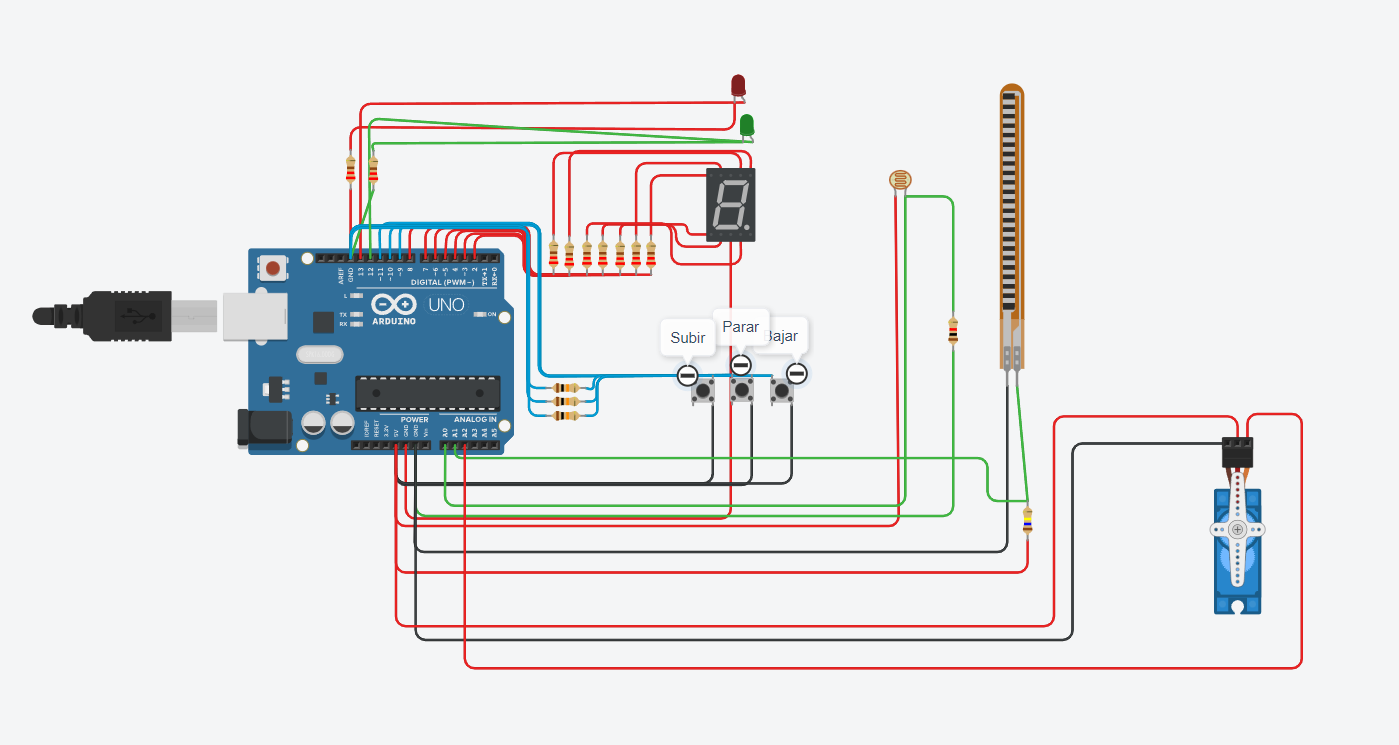 AREF
GND
13
12
~11
~10
~9
8
7
~6
~5
4
~3
2
TX→1
RX←0
DIGITAL (PWM~)
L
TX
RX
ARDUINO
UNO
ON
Subir
Parar
Bajar
POWER
ANALOG IN
IOREF
RESET
3.3V
5V
GND
GND
Vin
A0
A1
A2
A3
A4
A5